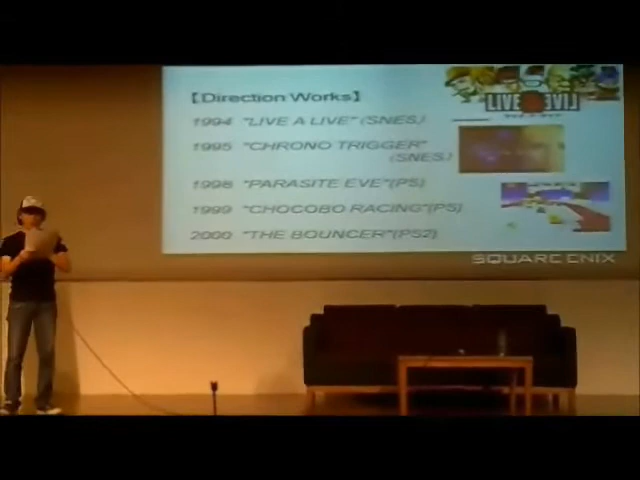 【Direction Works】
1994 "LIVE A LIVE" (SNES)
1995 "CHRONO TRIGGER"
(SNES)
1998 "PARASITE EVE"(PS)
1999 "CHOCOBO RACING"(PS)
2000 "THE BOUNCER"(PS2)
LIVE A LIVE
SQUARE ENIX